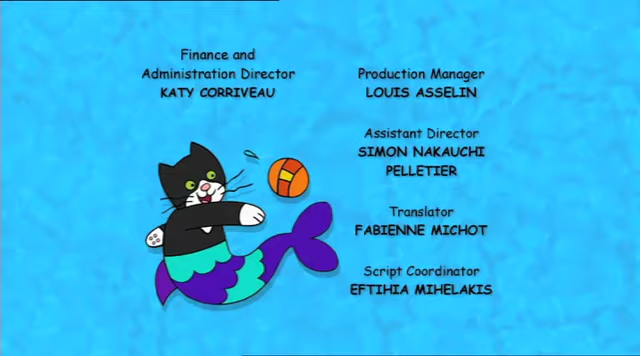 Finance and
Administration Director
KATY CORRIVEAU
Production Manager
LOUIS ASSELIN
Assistant Director
SIMON NAKAUCHI
PELLETIER
Translator
FABIENNE MICHOT
Script Coordinator
EFTIHIA MIHELAKIS